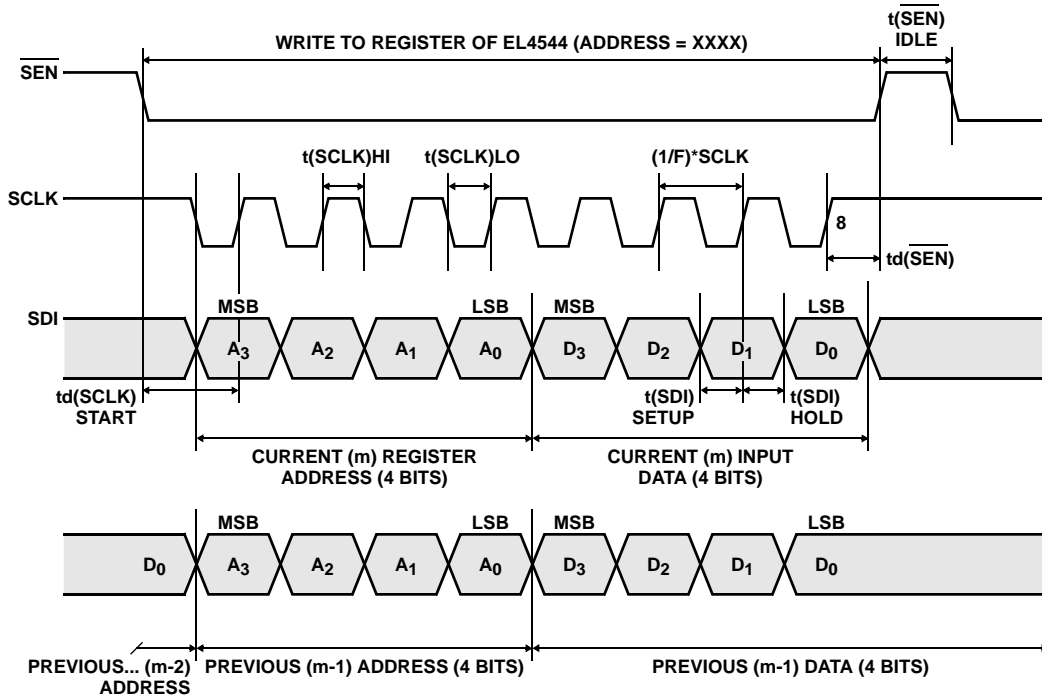 t(SEN)
IDLE
WRITE TO REGISTER OF EL4544 (ADDRESS = XXXX)
SEN
t(SCLK)HI
t(SCLK)LO
(1/F)*SCLK
SCLK
8
td(SEN)
MSB
LSB
MSB
LSB
SDI
A3
A2
A1
A0
D3
D2
D1
D0
td(SCLK)
START
t(SDI)
SETUP
t(SDI)
HOLD
CURRENT (m) REGISTER
ADDRESS (4 BITS)
CURRENT (m) INPUT
DATA (4 BITS)
MSB
LSB
MSB
LSB
D0
A3
A2
A1
A0
D3
D2
D1
D0
PREVIOUS... (m-2)
ADDRESS
PREVIOUS (m-1) ADDRESS (4 BITS)
PREVIOUS (m-1) DATA (4 BITS)